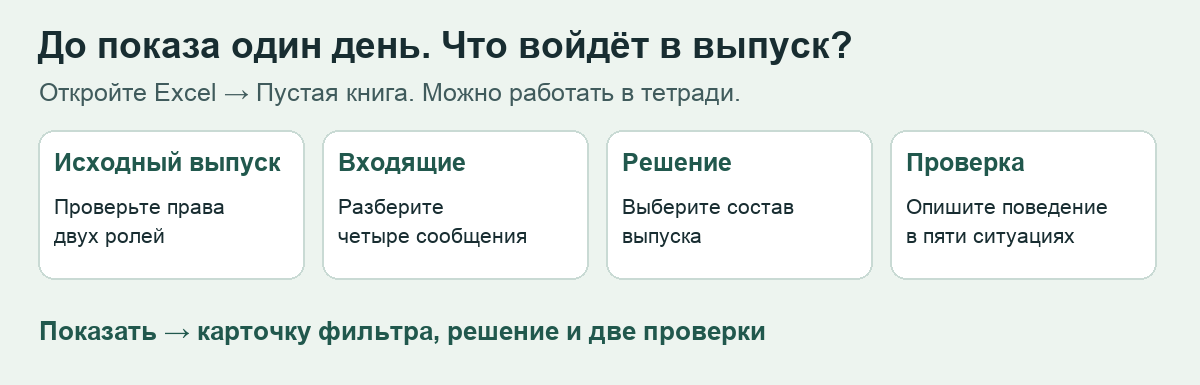 До показа один день. Что войдёт в выпуск?
Откройте Excel → Пустая книга. Можно работать в тетради.
Исходный выпуск
Проверьте права
двух ролей
Входящие
Разберите
четыре сообщения
Решение
Выберите состав
выпуска
Проверка
Опишите поведение
в пяти ситуациях
Показать → карточку фильтра, решение и две проверки